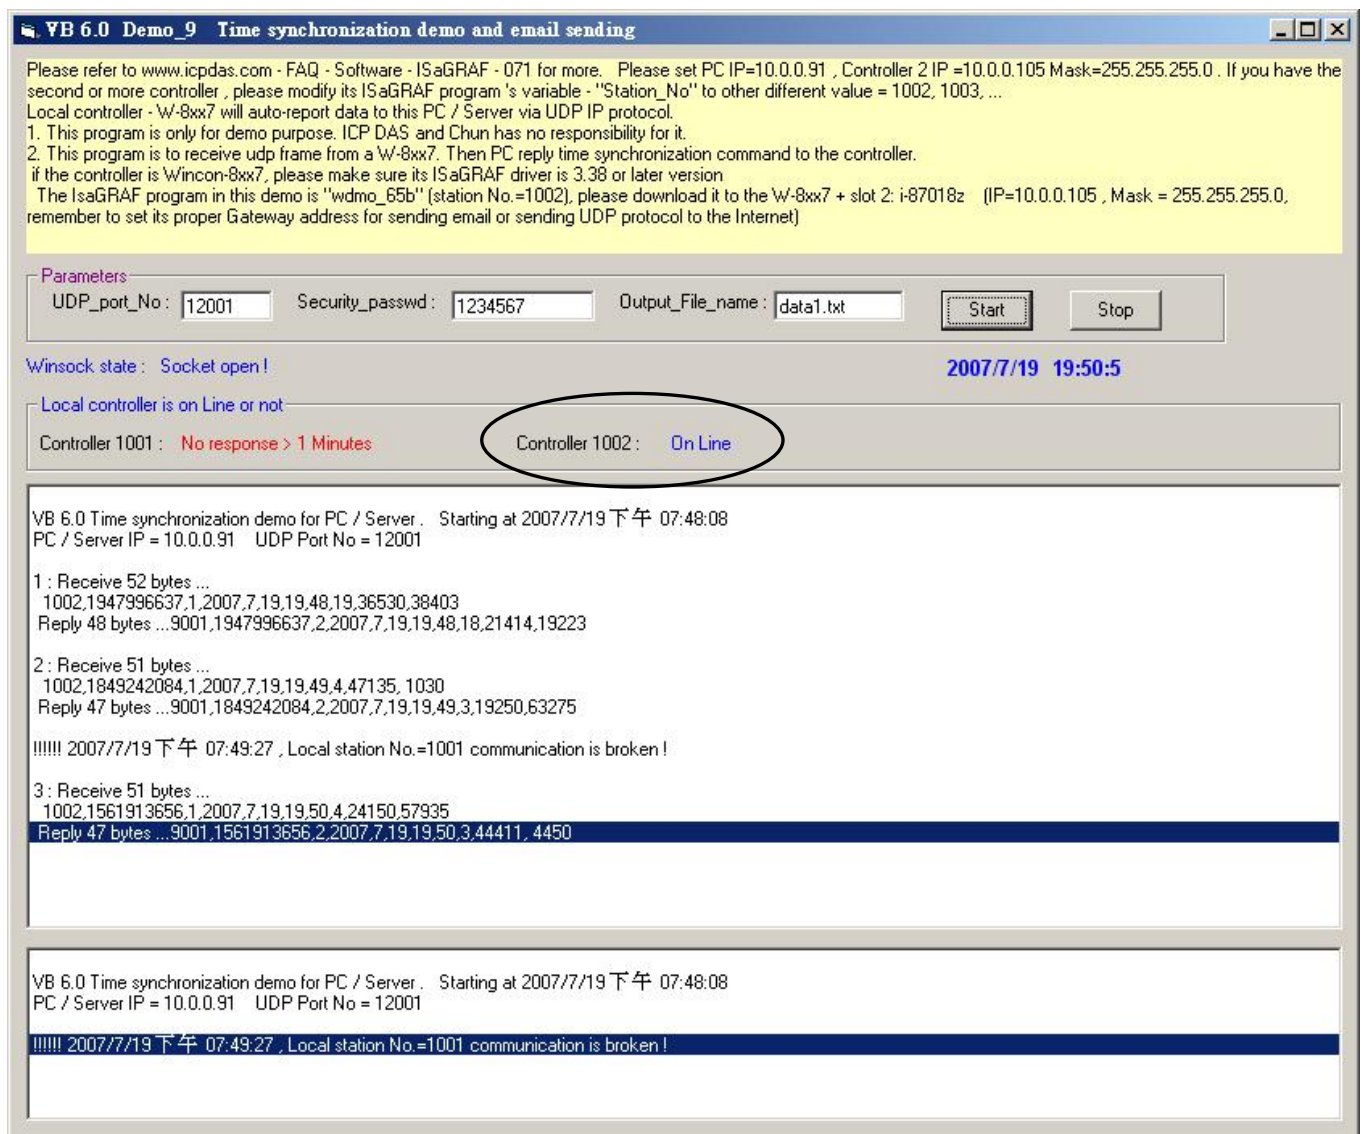 VB 6.0 Demo_9 Time synchronization demo and email sending
Please refer to www.icpdas.com - FAQ - Software - ISaGRAF - 071 for more. Please set PC IP=10.0.0.91 , Controller 2 IP =10.0.0.105 Mask=255.255.255.0 . If you have the
second or more controller , please modify its ISaGRAF program 's variable - "Station_No" to other different value = 1002, 1003, ...
Local controller - W-8xx7 will auto-report data to this PC / Server via UDP IP protocol.
1. This program is only for demo purpose. ICP DAS and Chun has no responsibility for it.
2. This program is to receive udp frame from a W-8xx7. Then PC reply time synchronization command to the controller.
if the controller is Wincon-8xx7, please make sure its ISaGRAF driver is 3.38 or later version
The IsaGRAF program in this demo is "wdmo_65b" (station No.=1002), please download it to the W-8xx7 + slot 2: i-87018z (IP=10.0.0.105 , Mask = 255.255.255.0,
remember to set its proper Gateway address for sending email or sending UDP protocol to the Internet)
Parameters
UDP_port_No : 12001 Security_passwd : 1234567 Output_File_name : data1.txt Start Stop
Winsock state : Socket open ! 2007/7/19 19:50:5
Local controller is on Line or not
Controller 1001 : No response > 1 Minutes Controller 1002 : On Line
VB 6.0 Time synchronization demo for PC / Server . Starting at 2007/7/19 下午 07:48:08
PC / Server IP = 10.0.0.91 UDP Port No = 12001
1 : Receive 52 bytes ...
1002,1947996637,1,2007,7,19,19,48,19,36530,38403
Reply 48 bytes ...9001,1947996637,2,2007,7,19,19,48,18,21414,19223
2 : Receive 51 bytes ...
1002,1849242084,1,2007,7,19,19,49,4,47135, 1030
Reply 47 bytes ...9001,1849242084,2,2007,7,19,19,49,3,19250,63275
!!!!!! 2007/7/19 下午 07:49:27 , Local station No.=1001 communication is broken !
3 : Receive 51 bytes ...
1002,1561913656,1,2007,7,19,19,50,4,24150,57935
Reply 47 bytes ...9001,1561913656,2,2007,7,19,19,50,3,44411, 4450
VB 6.0 Time synchronization demo for PC / Server . Starting at 2007/7/19 下午 07:48:08
PC / Server IP = 10.0.0.91 UDP Port No = 12001
!!!!!! 2007/7/19 下午 07:49:27 , Local station No.=1001 communication is broken !